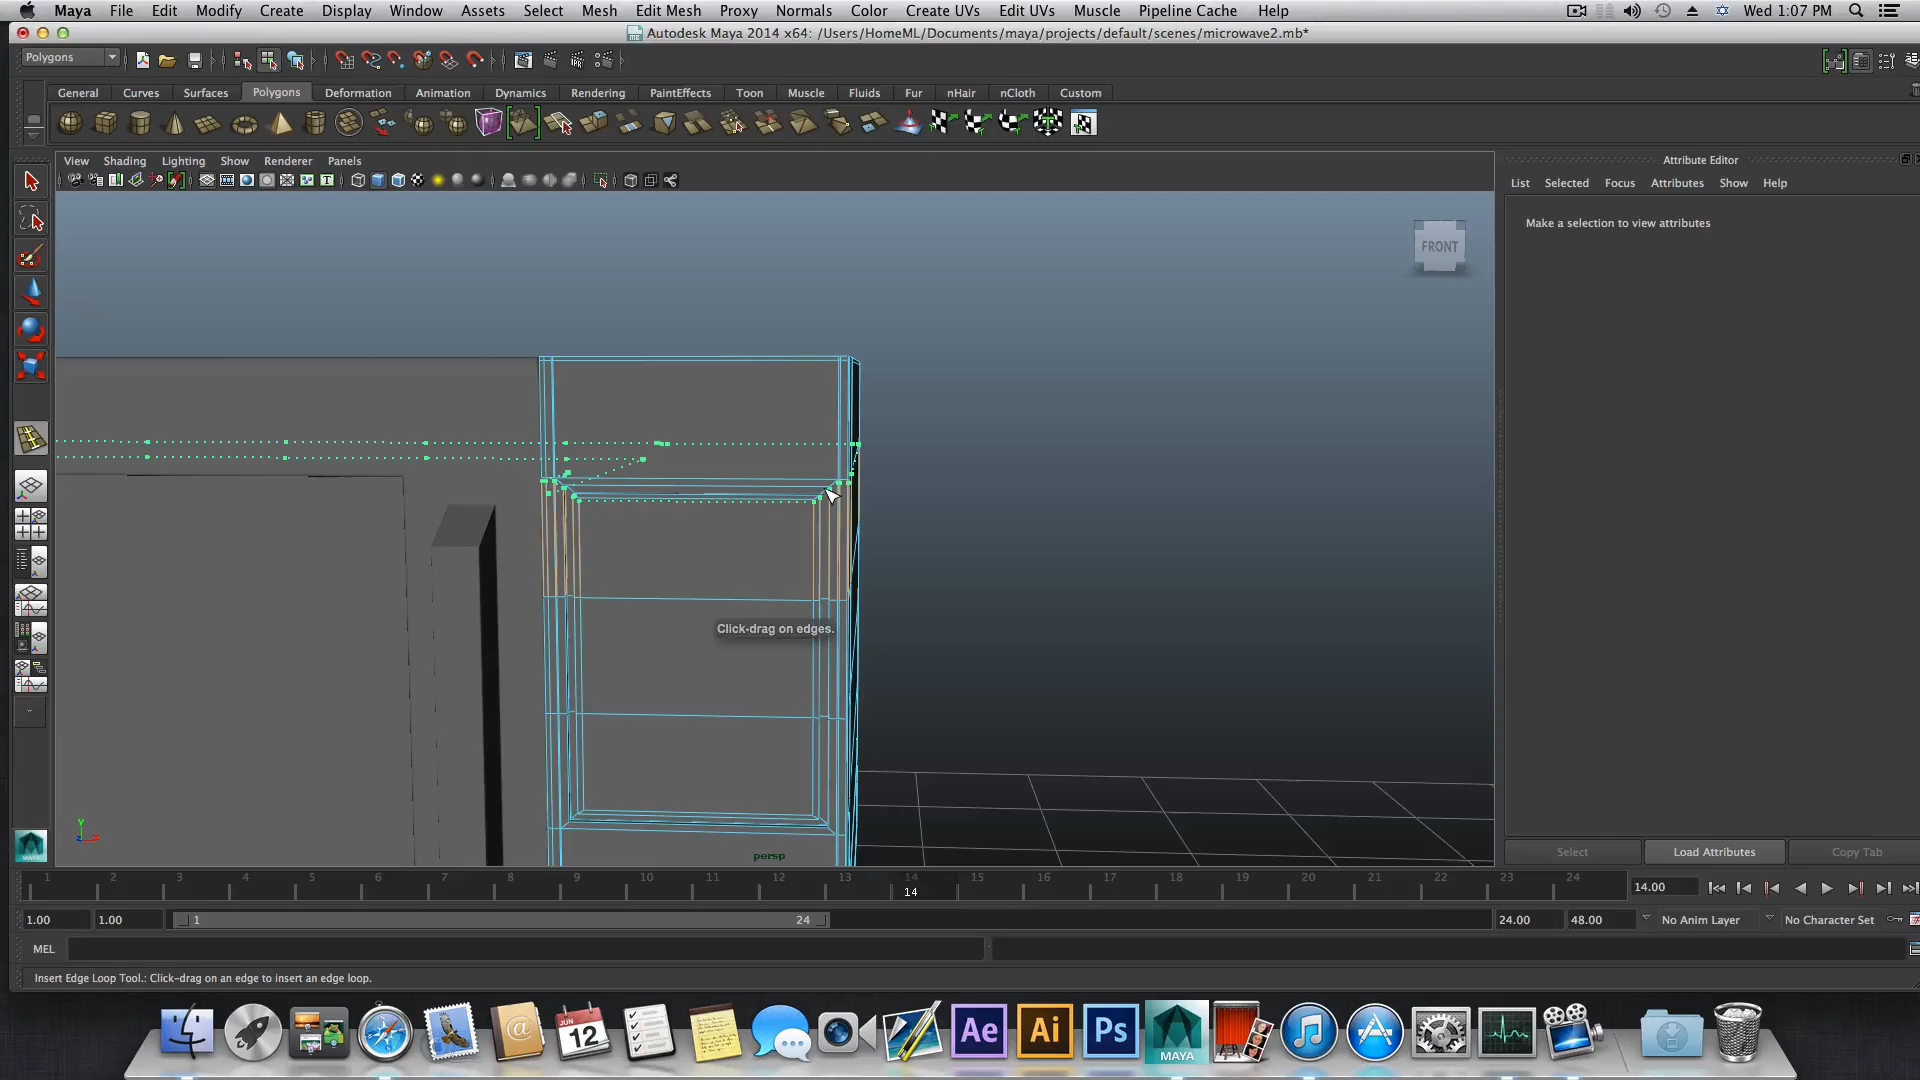 Maya File Edit Modify Create Display Window Assets Select Mesh Edit Mesh Proxy Normals Color Create UVs Edit UVs Muscle Pipeline Cache Help Wed 1:07 PM
Autodesk Maya 2014 x64: /Users/HomeML/Documents/maya/projects/default/scenes/microwave2.mb*
Polygons
General Curves Surfaces Polygons Deformation Animation Dynamics Rendering PaintEffects Toon Muscle Fluids Fur nHair nCloth Custom
View Shading Lighting Show Renderer Panels
Attribute Editor
List Selected Focus Attributes Show Help
Make a selection to view attributes
FRONT
Click-drag on edges.
y
z x
persp
Select Load Attributes Copy Tab
1 2 3 4 5 6 7 8 9 10 11 12 13 14 15 16 17 18 19 20 21 22 23 24
14
14.00
1.00 1.00 1 24 24.00 48.00 No Anim Layer No Character Set
MEL
Insert Edge Loop Tool.: Click-drag on an edge to insert an edge loop.
JUN
12
Ae Ai Ps
MAYA